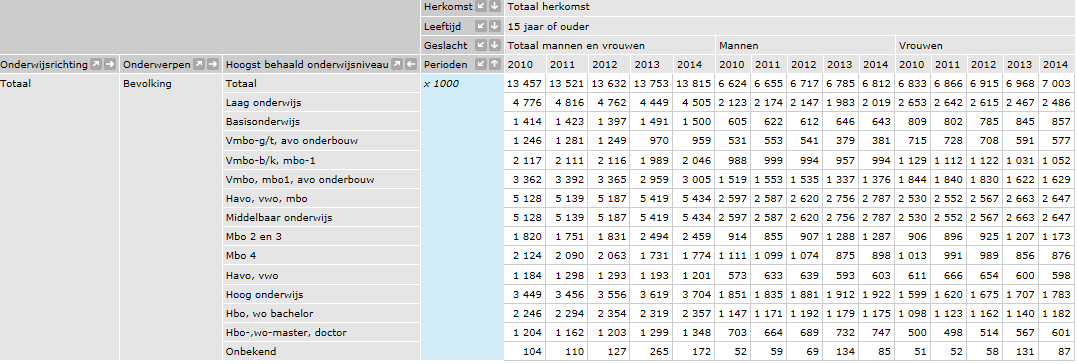 Herkomst Totaal herkomst
Leeftijd 15 jaar of ouder
Geslacht Totaal mannen en vrouwen Mannen Vrouwen
Onderwijsrichting Onderwerpen Hoogst behaald onderwijsniveau Perioden 2010 2011 2012 2013 2014 2010 2011 2012 2013 2014 2010 2011 2012 2013 2014
Totaal Bevolking Totaal x 1000 13 457 13 521 13 632 13 753 13 815 6 624 6 655 6 717 6 785 6 812 6 833 6 866 6 915 6 968 7 003
Laag onderwijs 4 776 4 816 4 762 4 449 4 505 2 123 2 174 2 147 1 983 2 019 2 653 2 642 2 615 2 467 2 486
Basisonderwijs 1 414 1 423 1 397 1 491 1 500 605 622 612 646 643 809 802 785 845 857
Vmbo-g/t, avo onderbouw 1 246 1 281 1 249 970 959 531 553 541 379 381 715 728 708 591 577
Vmbo-b/k, mbo-1 2 117 2 111 2 116 1 989 2 046 988 999 994 957 994 1 129 1 112 1 122 1 031 1 052
Vmbo, mbo1, avo onderbouw 3 362 3 392 3 365 2 959 3 005 1 519 1 553 1 535 1 337 1 376 1 844 1 840 1 830 1 622 1 629
Havo, vwo, mbo 5 128 5 139 5 187 5 419 5 434 2 597 2 587 2 620 2 756 2 787 2 530 2 552 2 567 2 663 2 647
Middelbaar onderwijs 5 128 5 139 5 187 5 419 5 434 2 597 2 587 2 620 2 756 2 787 2 530 2 552 2 567 2 663 2 647
Mbo 2 en 3 1 820 1 751 1 831 2 494 2 459 914 855 907 1 288 1 287 906 896 925 1 207 1 173
Mbo 4 2 124 2 090 2 063 1 731 1 774 1 111 1 099 1 074 875 898 1 013 991 989 856 876
Havo, vwo 1 184 1 298 1 293 1 193 1 201 573 633 639 593 603 611 666 654 600 598
Hoog onderwijs 3 449 3 456 3 556 3 619 3 704 1 851 1 835 1 881 1 912 1 922 1 599 1 620 1 675 1 707 1 783
Hbo, wo bachelor 2 246 2 294 2 354 2 319 2 357 1 147 1 171 1 192 1 179 1 175 1 098 1 123 1 162 1 140 1 182
Hbo-,wo-master, doctor 1 204 1 162 1 203 1 299 1 348 703 664 689 732 747 500 498 514 567 601
Onbekend 104 110 127 265 172 52 59 69 134 85 51 52 58 131 87